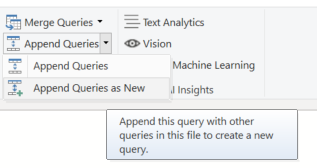 Merge Queries
Text Analytics
Append Queries
Vision
Append Queries
Machine Learning
Append Queries as New
I Insights
Append this query with other
queries in this file to create a new
query.